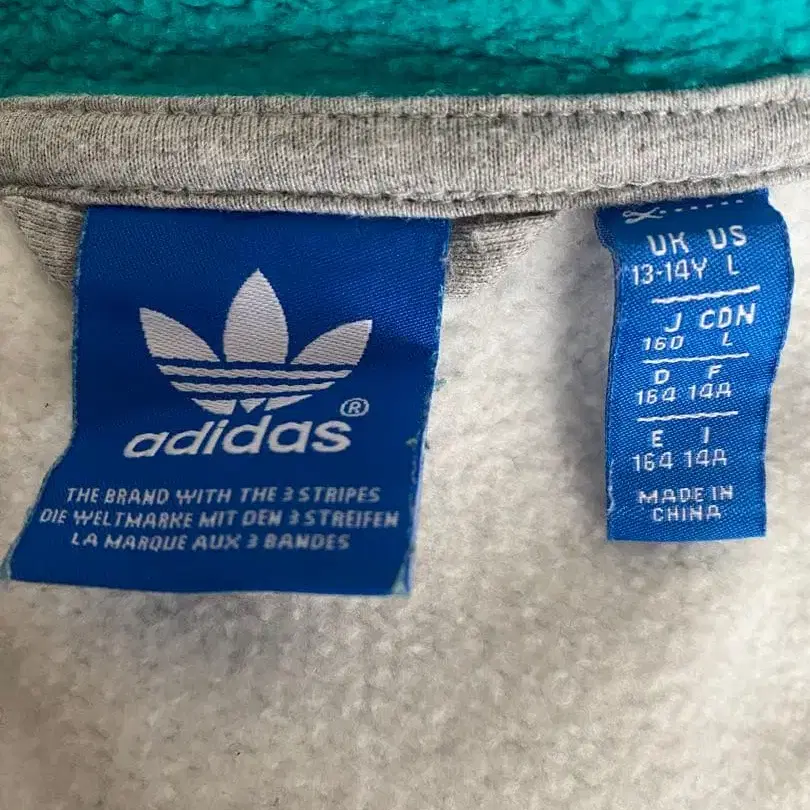 adidas ®
THE BRAND WITH THE 3 STRIPES
DIE WELTMARKE MIT DEN 3 STREIFEN
LA MARQUE AUX 3 BANDES
UK US
13-14Y L
J CDN
160 L
D F
164 14A
E I
164 14A
MADE IN
CHINA